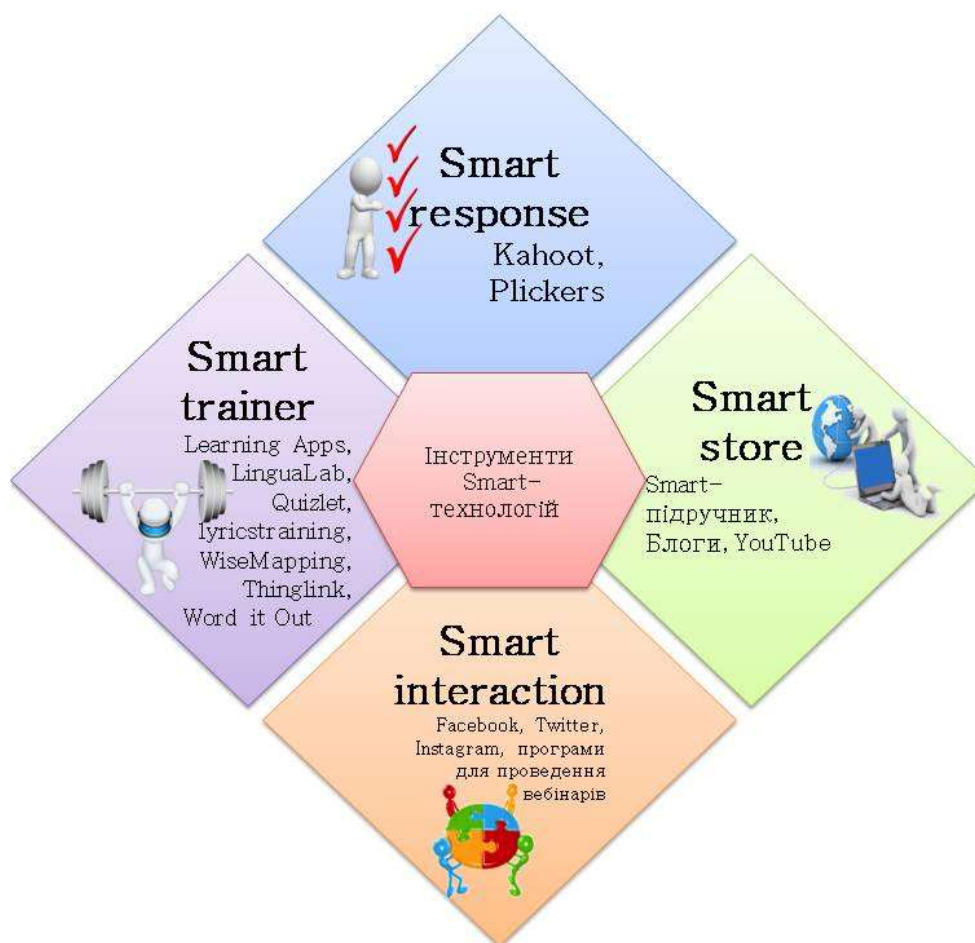 Smart
response
Kahoot,
Plickers
Smart
trainer
Learning Apps,
LinguaLab,
Quizlet,
lyricstraining,
WiseMapping,
Thinglink,
Word it Out
Інструменти
Smart-
технологій
Smart
store
Smart-
підручник,
Блоги, YouTube
Smart
interaction
Facebook, Twitter,
Instagram, програми
для проведення
вебінарів